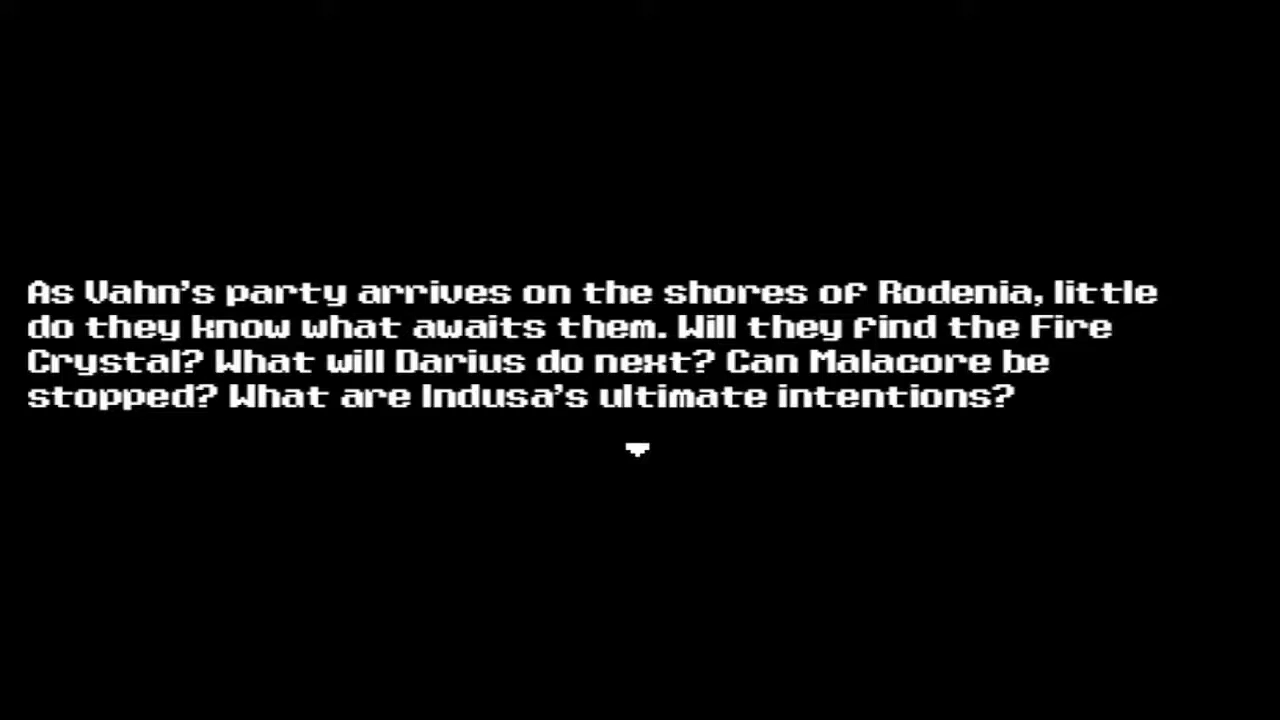 As Vahn's party arrives on the shores of Rodenia, little
do they know what awaits them. Will they find the Fire
Crystal? What will Darius do next? Can Malacore be
stopped? What are Indusa's ultimate intentions?